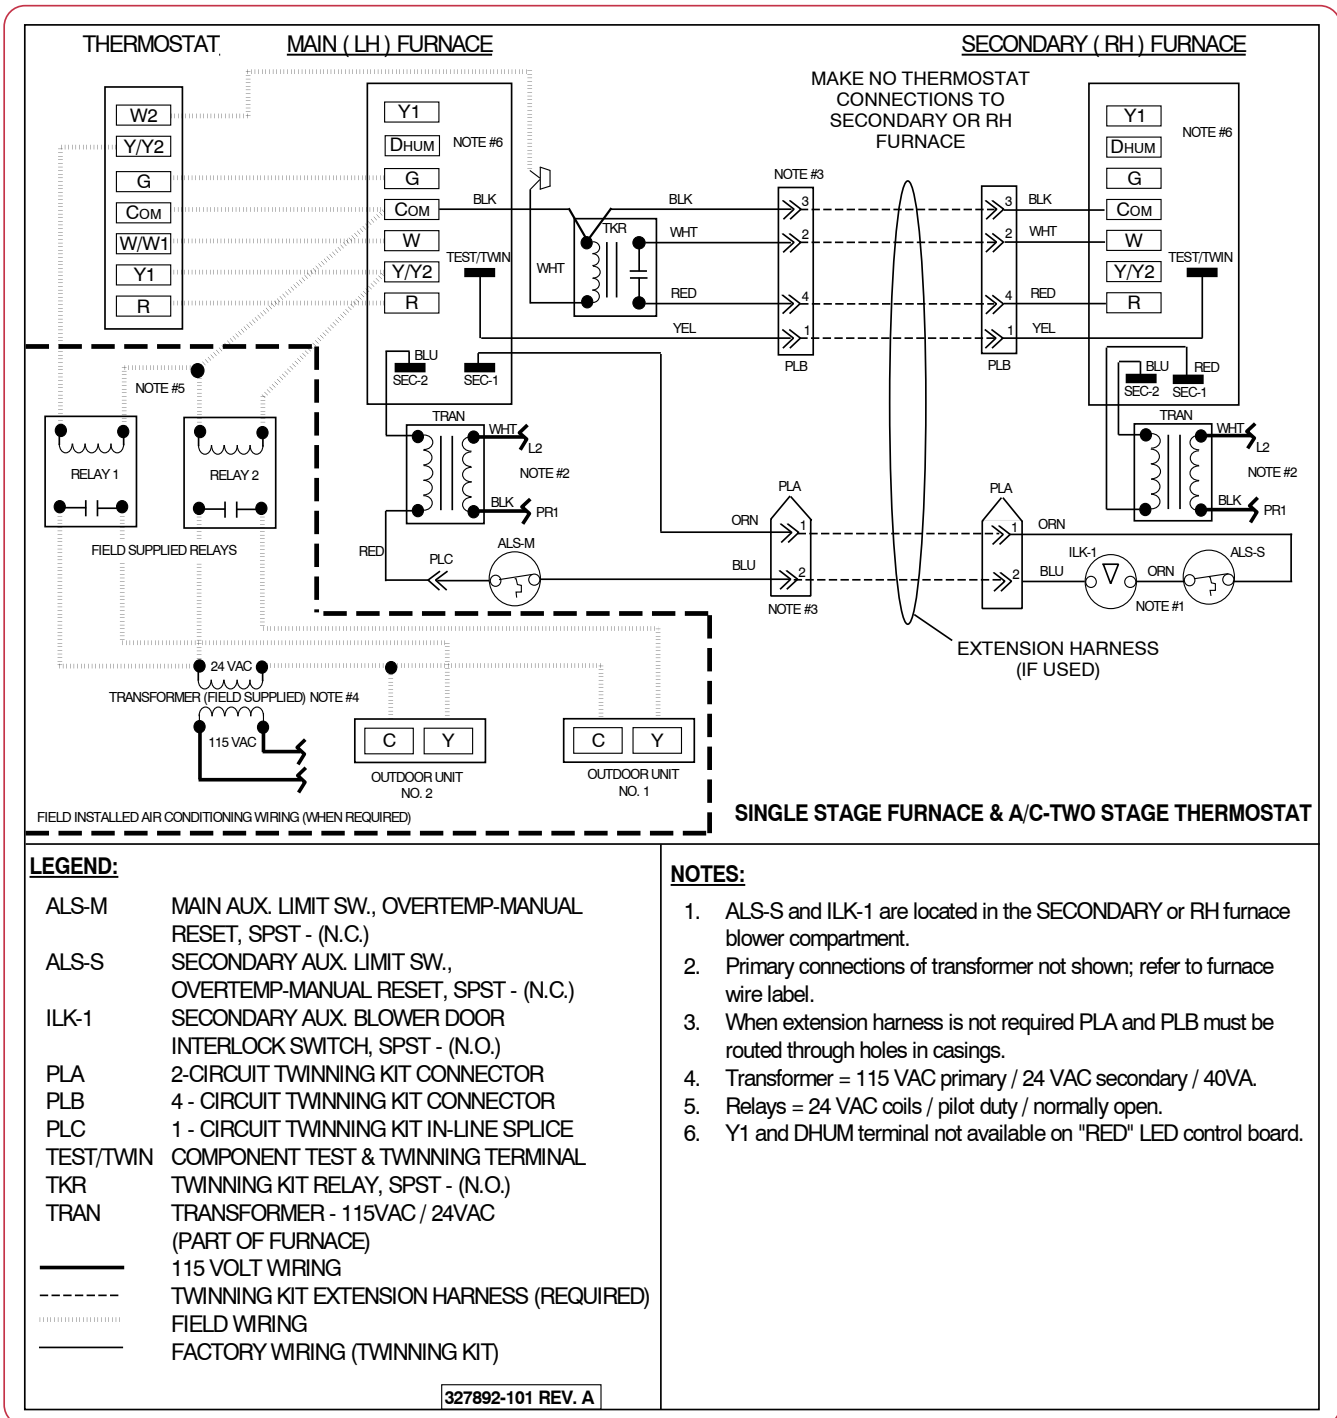 THERMOSTAT
MAIN ( LH ) FURNACE
SECONDARY ( RH ) FURNACE
MAKE NO THERMOSTAT
CONNECTIONS TO
SECONDARY OR RH
FURNACE
W2
Y/Y2
G
COM
W/W1
Y1
R
Y1
DHUM
NOTE #6
G
COM
W
Y/Y2
R
TEST/TWIN
BLU
SEC-2
SEC-1
BLK
WHT
TKR
BLK
WHT
RED
YEL
NOTE #3
3
2
4
1
PLB
3
2
4
1
PLB
BLK
WHT
RED
YEL
Y1
DHUM
NOTE #6
G
COM
W
Y/Y2
R
TEST/TWIN
BLU
RED
SEC-2
SEC-1
TRAN
WHT
L2
NOTE #2
BLK
PR1
TRAN
WHT
L2
NOTE #2
BLK
PR1
NOTE #5
RELAY 1
RELAY 2
FIELD SUPPLIED RELAYS
RED
PLC
ALS-M
ORN
BLU
PLA
1
2
NOTE #3
PLA
1
2
ORN
BLU
ILK-1
ORN
ALS-S
NOTE #1
EXTENSION HARNESS
(IF USED)
24 VAC
TRANSFORMER (FIELD SUPPLIED) NOTE #4
115 VAC
C
Y
OUTDOOR UNIT
NO. 2
C
Y
OUTDOOR UNIT
NO. 1
FIELD INSTALLED AIR CONDITIONING WIRING (WHEN REQUIRED)
SINGLE STAGE FURNACE & A/C-TWO STAGE THERMOSTAT
LEGEND:
ALS-M MAIN AUX. LIMIT SW., OVERTEMP-MANUAL
RESET, SPST - (N.C.)
ALS-S SECONDARY AUX. LIMIT SW.,
OVERTEMP-MANUAL RESET, SPST - (N.C.)
ILK-1 SECONDARY AUX. BLOWER DOOR
INTERLOCK SWITCH, SPST - (N.O.)
PLA 2-CIRCUIT TWINNING KIT CONNECTOR
PLB 4 - CIRCUIT TWINNING KIT CONNECTOR
PLC 1 - CIRCUIT TWINNING KIT IN-LINE SPLICE
TEST/TWIN COMPONENT TEST & TWINNING TERMINAL
TKR TWINNING KIT RELAY, SPST - (N.O.)
TRAN TRANSFORMER - 115VAC / 24VAC
(PART OF FURNACE)
115 VOLT WIRING
TWINNING KIT EXTENSION HARNESS (REQUIRED)
FIELD WIRING
FACTORY WIRING (TWINNING KIT)
327892-101 REV. A
NOTES:
1. ALS-S and ILK-1 are located in the SECONDARY or RH furnace
blower compartment.
2. Primary connections of transformer not shown; refer to furnace
wire label.
3. When extension harness is not required PLA and PLB must be
routed through holes in casings.
4. Transformer = 115 VAC primary / 24 VAC secondary / 40VA.
5. Relays = 24 VAC coils / pilot duty / normally open.
6. Y1 and DHUM terminal not available on "RED" LED control board.